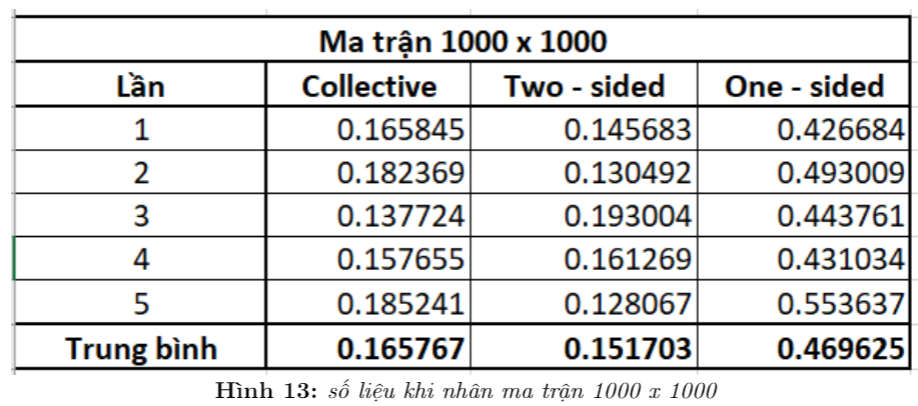 Ma trận 1000 x 1000
Lần Collective Two - sided One - sided
1 0.165845 0.145683 0.426684
2 0.182369 0.130492 0.493009
3 0.137724 0.193004 0.443761
4 0.157655 0.161269 0.431034
5 0.185241 0.128067 0.553637
Trung bình 0.165767 0.151703 0.469625
Hình 13: số liệu khi nhân ma trận 1000 x 1000